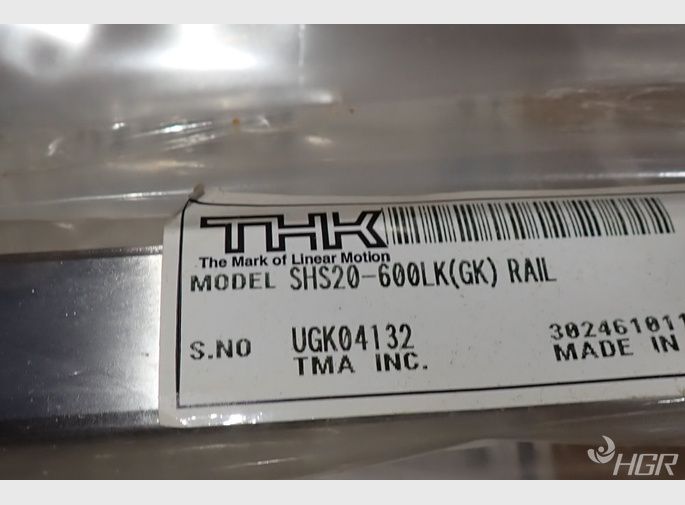 THK
The Mark of Linear Motion
MODEL SHS20-600LK(GK) RAIL
S.NO UGK04132 302461011
TMA INC. MADE IN
HGR